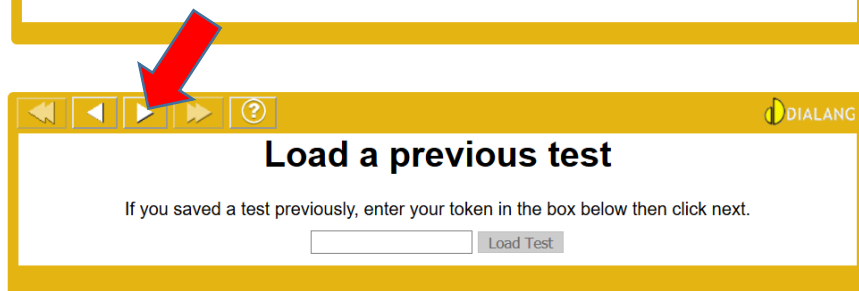 ?
DIALANG
Load a previous test
If you saved a test previously, enter your token in the box below then click next.
Load Test